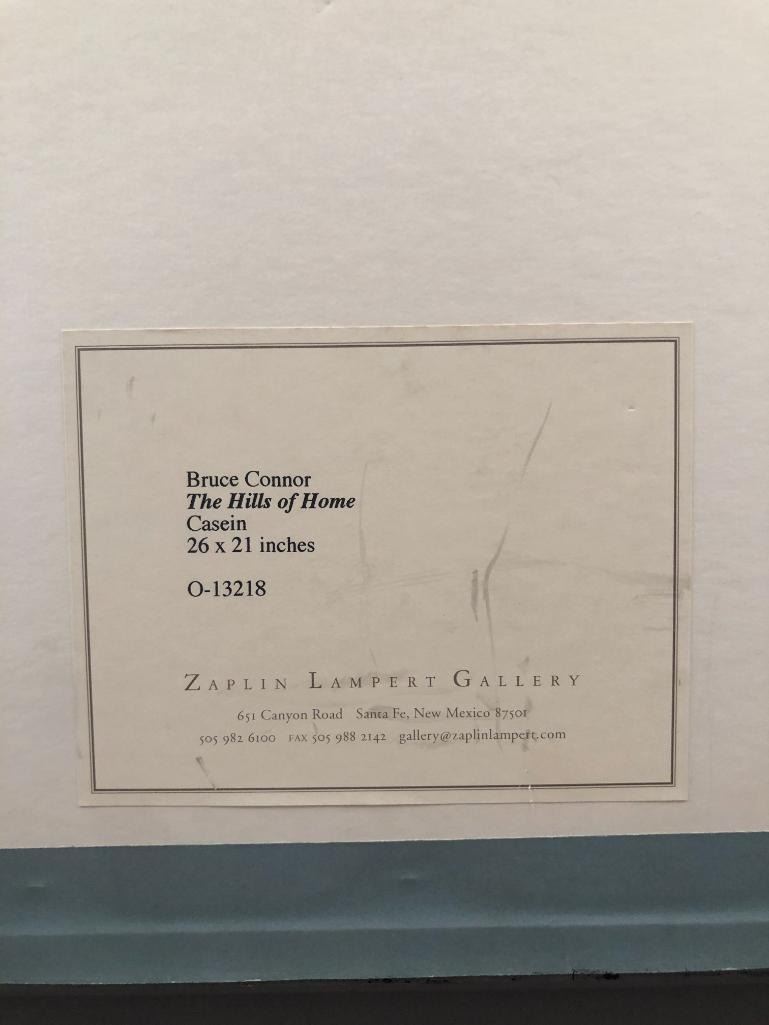 Bruce Connor
The Hills of Home
Casein
26 x 21 inches
O-13218
ZAPLIN LAMPERT GALLERY
651 Canyon Road Santa Fe, New Mexico 87501
505 982 6100 FAX 505 988 2142 gallery@zaplinlampert.com